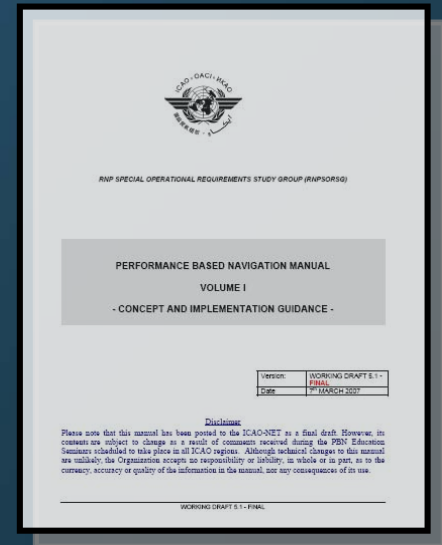 ICAO · OACI · ИКАО
RNP SPECIAL OPERATIONAL REQUIREMENTS STUDY GROUP (RNPSORSG)
PERFORMANCE BASED NAVIGATION MANUAL
VOLUME I
- CONCEPT AND IMPLEMENTATION GUIDANCE -
Version: WORKING DRAFT 5.1 -
FINAL
Date 7th MARCH 2007
Disclaimer
Please note that this manual has been posted to the ICAO-NET as a final draft. However, its
contents are subject to change as a result of comments received during the PBN Education
Seminars scheduled to take place in all ICAO regions. Although technical changes to this manual
are unlikely, the Organization accepts no responsibility or liability, in whole or in part, as to the
currency, accuracy or quality of the information in the manual, nor any consequences of its use.
WORKING DRAFT 5.1 - FINAL